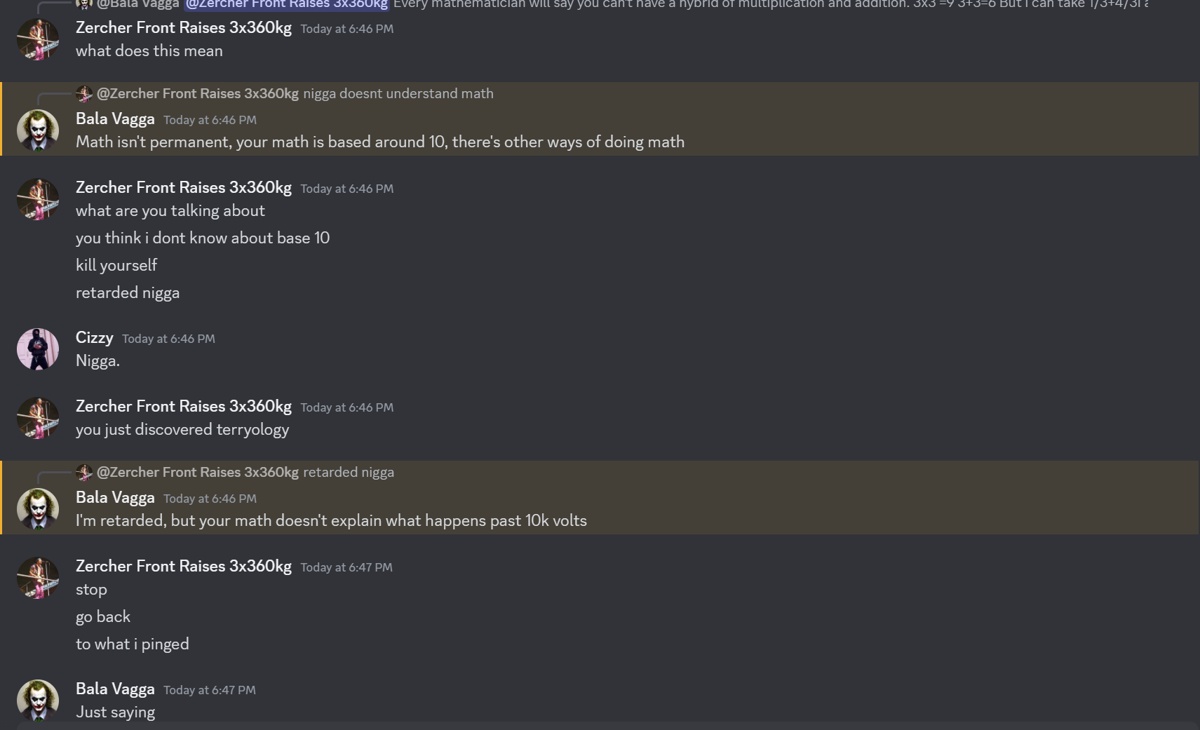 @Bala Vagga @Zercher Front Raises 3x360kg Every mathematician will say you can't have a hybrid of multiplication and addition. 3x3 =9 3+3=6 But I can take 1/3+4/3i
Zercher Front Raises 3x360kg Today at 6:46 PM
what does this mean
@Zercher Front Raises 3x360kg nigga doesnt understand math
Bala Vagga Today at 6:46 PM
Math isn't permanent, your math is based around 10, there's other ways of doing math
Zercher Front Raises 3x360kg Today at 6:46 PM
what are you talking about
you think i dont know about base 10
kill yourself
retarded nigga
Cizzy Today at 6:46 PM
Nigga.
Zercher Front Raises 3x360kg Today at 6:46 PM
you just discovered terryology
@Zercher Front Raises 3x360kg retarded nigga
Bala Vagga Today at 6:46 PM
I'm retarded, but your math doesn't explain what happens past 10k volts
Zercher Front Raises 3x360kg Today at 6:47 PM
stop
go back
to what i pinged
Bala Vagga Today at 6:47 PM
Just saying